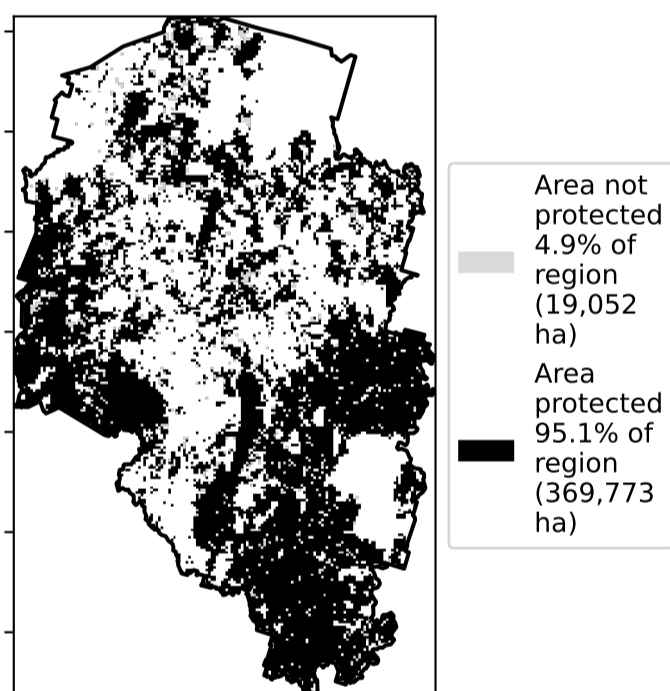 Area not
protected
4.9% of
region
(19,052
ha)
Area
protected
95.1% of
region
(369,773
ha)